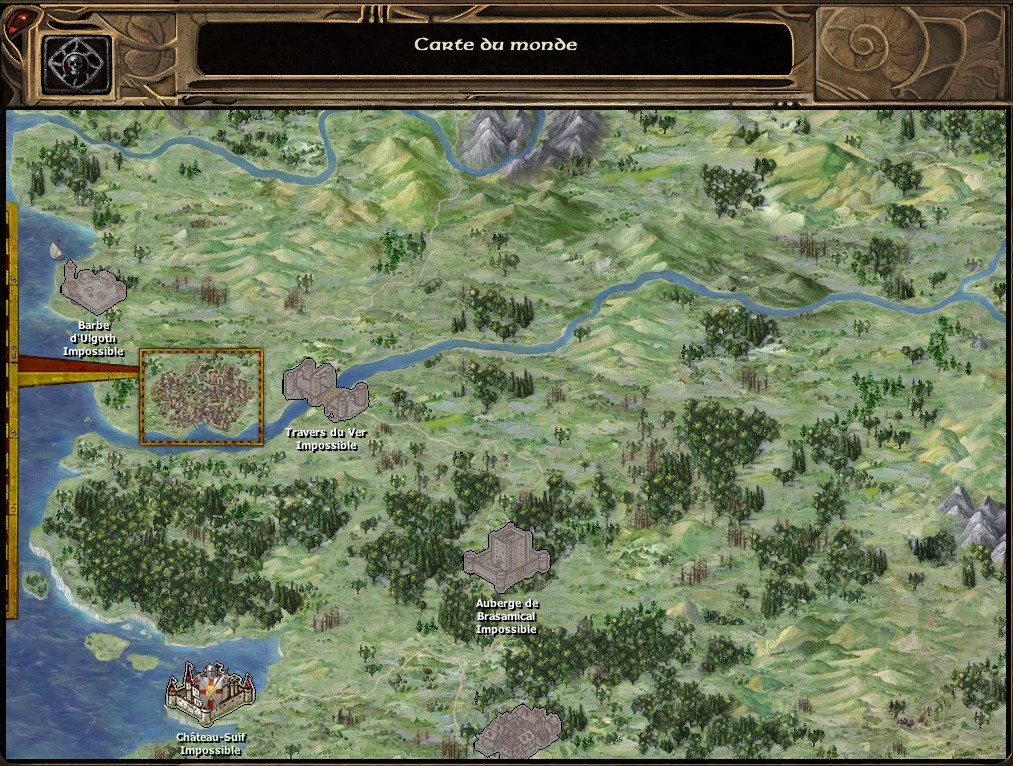 Carte du monde
Barbe
d'Ulgoth
Impossible
Travers du Ver
Impossible
Auberge de
Brasamical
Impossible
Château-Suif
Impossible